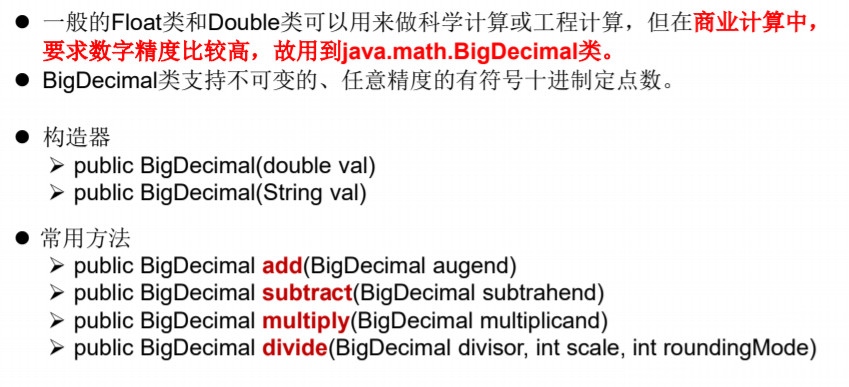 ● 一般的Float类和Double类可以用来做科学计算或工程计算，但在商业计算中，
要求数字精度比较高，故用到java.math.BigDecimal类。
● BigDecimal类支持不可变的、任意精度的有符号十进制定点数。
● 构造器
➢ public BigDecimal(double val)
➢ public BigDecimal(String val)
● 常用方法
➢ public BigDecimal add(BigDecimal augend)
➢ public BigDecimal subtract(BigDecimal subtrahend)
➢ public BigDecimal multiply(BigDecimal multiplicand)
➢ public BigDecimal divide(BigDecimal divisor, int scale, int roundingMode)